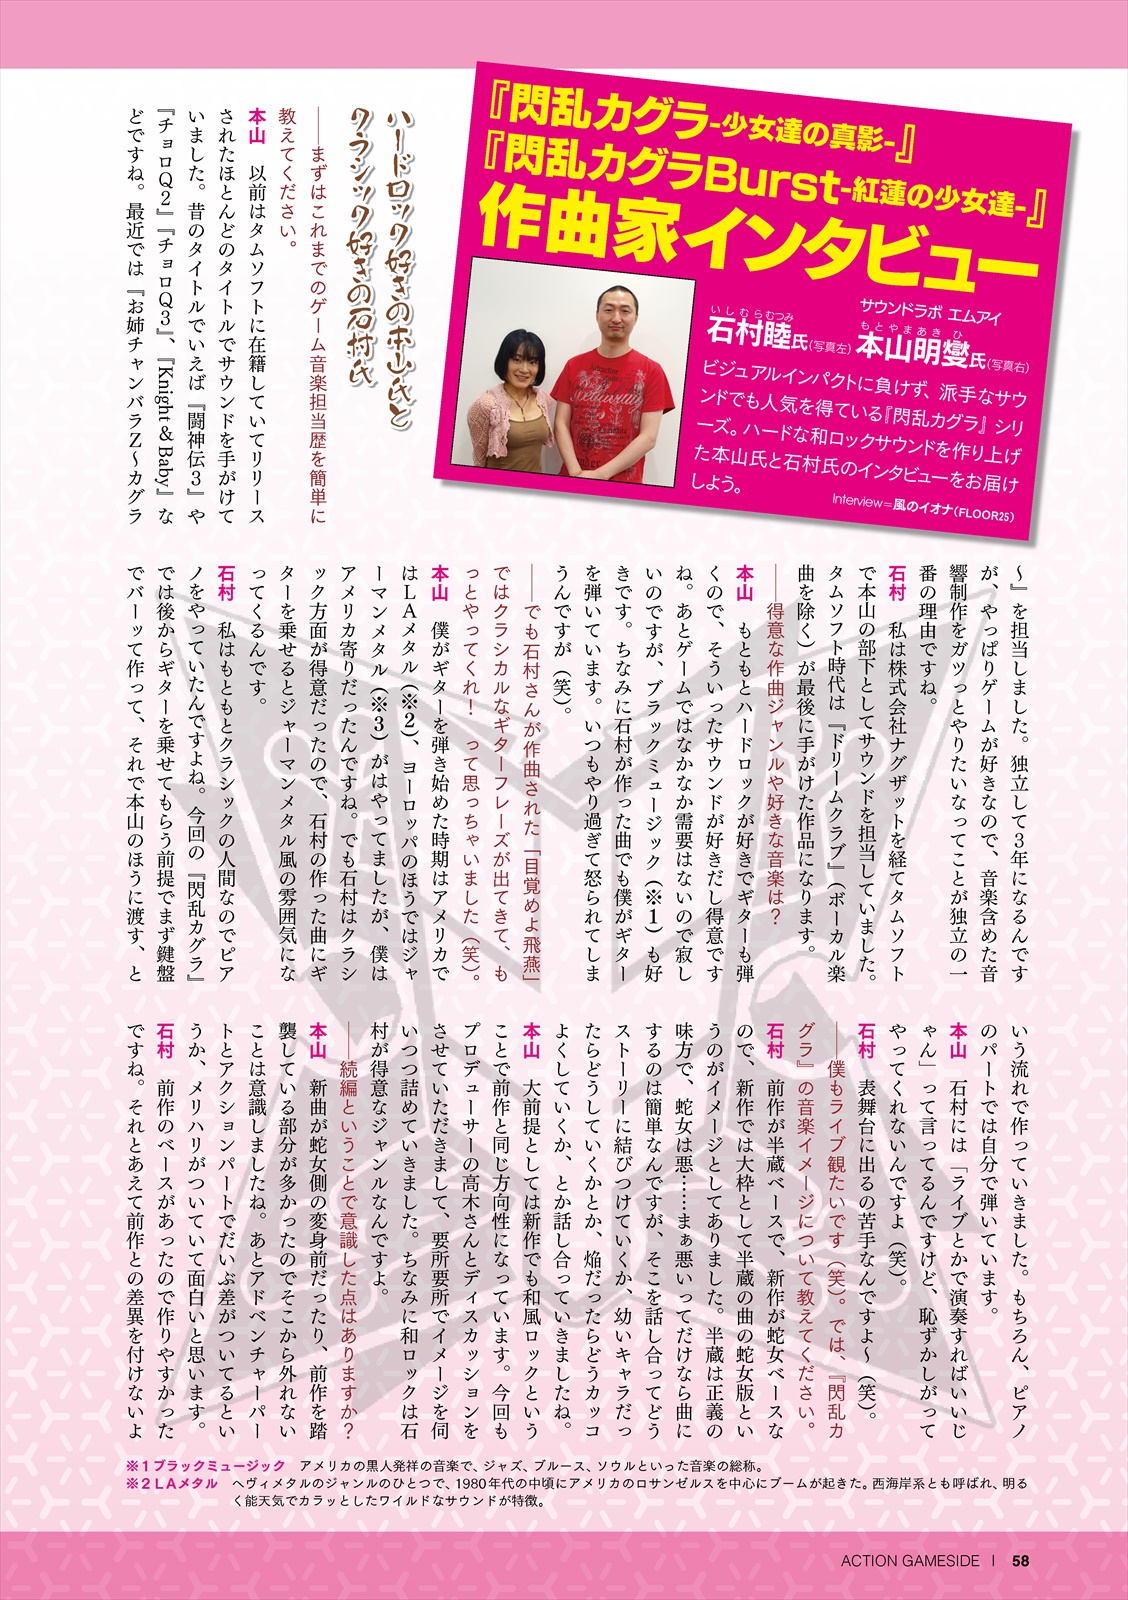 『閃乱カグラ-少女達の真影-』
『閃乱カグラBurst-紅蓮の少女達-』
作曲家インタビュー
サウンドラボ エムアイ
いしむらむつみ
石村睦氏(写真左)
もとやまあきひ
本山明燮氏(写真右)
ビジュアルインパクトに負けず、派手なサウ
ンドでも人気を得ている『閃乱カグラ』シリ
ーズ。ハードな和ロックサウンドを作り上げ
た本山氏と石村氏のインタビューをお届け
しよう。
Interview=風のイオナ(FLOOR25)
ハードロック好きの本山氏と
クラシック好きの石村氏
――まずはこれまでのゲーム音楽担当歴を簡単に
教えてください。
本山　以前はタムソフトに在籍していてリリース
されたほとんどのタイトルでサウンドを手がけて
いました。昔のタイトルでいえば『闘神伝3』や
『チョロQ2』『チョロQ3』、『Knight＆Baby』な
どですね。最近では『お姉チャンバラZ～カグラ
～』を担当しました。独立して3年になるんです
が、やっぱりゲームが好きなので、音楽含めた音
響制作をガツっとやりたいなってことが独立の一
番の理由ですね。
石村　私は株式会社ナグザットを経てタムソフト
で本山の部下としてサウンドを担当していました。
タムソフト時代は『ドリームクラブ』(ボーカル楽
曲を除く)が最後に手がけた作品になります。
――得意な作曲ジャンルや好きな音楽は？
本山　もともとハードロックが好きでギターも弾
くので、そういったサウンドが好きだし得意です
ね。あとゲームではなかなか需要はないので寂し
いのですが、ブラックミュージック(※1)も好
きです。ちなみに石村が作った曲でも僕がギター
を弾いています。いつもやり過ぎて怒られてしま
うんですが(笑)。
――でも石村さんが作曲された「目覚めよ飛燕」
ではクラシカルなギターフレーズが出てきて、も
っとやってくれ！　って思っちゃいました(笑)。
本山　僕がギターを弾き始めた時期はアメリカで
はLAメタル(※2)、ヨーロッパのほうではジャ
ーマンメタル(※3)がはやってましたが、僕は
アメリカ寄りだったんですね。でも石村はクラシ
ック方面が得意だったので、石村の作った曲にギ
ターを乗せるとジャーマンメタル風の雰囲気にな
ってくるんです。
石村　私はもともとクラシックの人間なのでピア
ノをやっていたんですよね。今回の『閃乱カグラ』
では後からギターを乗せてもらう前提でまず鍵盤
でバーッて作って、それで本山のほうに渡す、と
いう流れで作っていきました。もちろん、ピアノ
のパートでは自分で弾いています。
本山　石村には「ライブとかで演奏すればいいじ
ゃん」って言ってるんですけど、恥ずかしがって
やってくれないんですよ(笑)。
石村　表舞台に出るの苦手なんですよ～(笑)。
――僕もライブ観たいです(笑)。では、『閃乱カ
グラ』の音楽イメージについて教えてください。
石村　前作が半蔵ベースで、新作が蛇女ベースな
ので、新作では大枠として半蔵の曲の蛇女版とい
うのがイメージとしてありました。半蔵は正義の
味方で、蛇女は悪……まぁ悪いってだけなら曲に
するのは簡単なんですが、そこを話し合ってどう
ストーリーに結びつけていくか、幼いキャラだっ
たらどうしていくかとか、焔だったらどうカッコ
よくしていくか、とか話し合っていきましたね。
本山　大前提としては新作でも和風ロックという
ことで前作と同じ方向性になっています。今回も
プロデューサーの高木さんとディスカッションを
させていただきまして、要所要所でイメージを伺
いつつ詰めていきました。ちなみに和ロックは石
村が得意なジャンルなんですよ。
――続編ということで意識した点はありますか？
本山　新曲が蛇女側の変身前だったり、前作を踏
襲している部分が多かったのでそこから外れない
ことは意識しましたね。あとアドベンチャーパー
トとアクションパートでだいぶ差がついてるとい
うか、メリハリがついていて面白いと思います。
石村　前作のベースがあったので作りやすかった
ですね。それとあえて前作との差異を付けないよ
※1ブラックミュージック　アメリカの黒人発祥の音楽で、ジャズ、ブルース、ソウルといった音楽の総称。
※2LAメタル　ヘヴィメタルのジャンルのひとつで、1980年代の中頃にアメリカのロサンゼルスを中心にブームが起きた。西海岸系とも呼ばれ、明る
く能天気でカラッとしたワイルドなサウンドが特徴。
ACTION GAMESIDE | 58